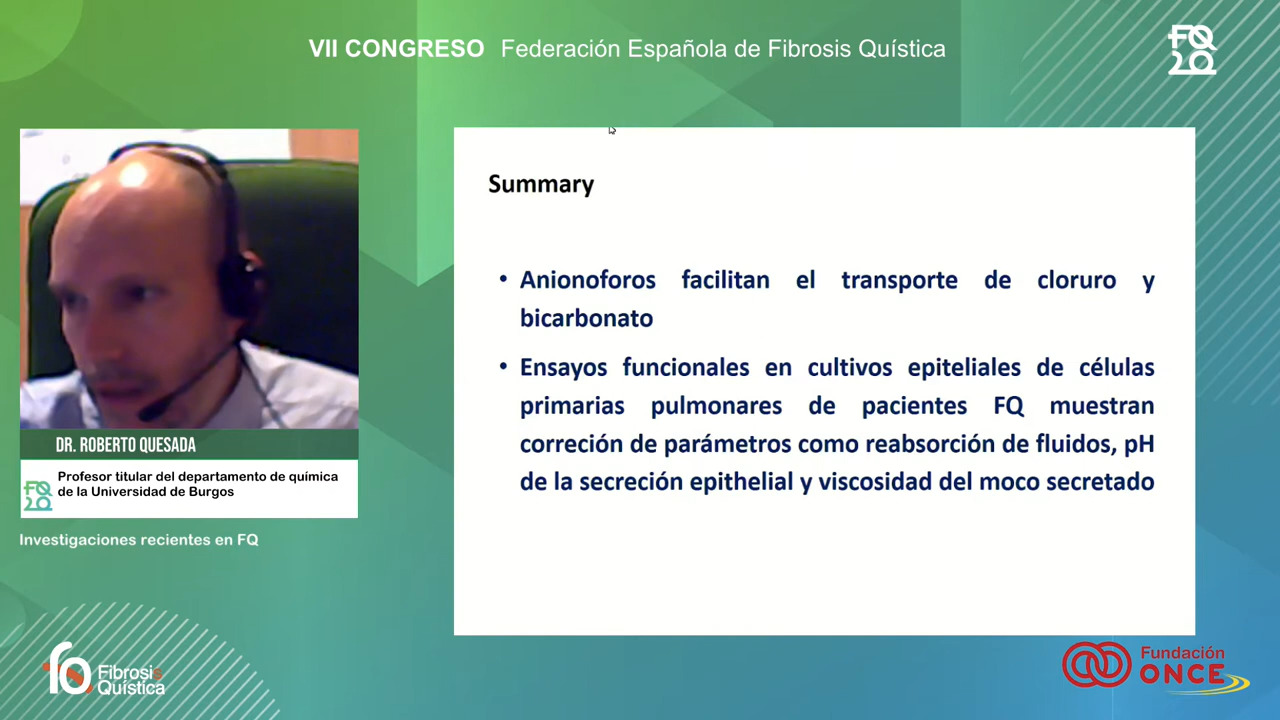 VII CONGRESO Federación Española de Fibrosis Quística
FQ
20
Summary
• Anionoforos facilitan el transporte de cloruro y
bicarbonato
• Ensayos funcionales en cultivos epiteliales de células
primarias pulmonares de pacientes FQ muestran
correción de parámetros como reabsorción de fluidos, pH
de la secreción epithelial y viscosidad del moco secretado
DR. ROBERTO QUESADA
Profesor titular del departamento de química
de la Universidad de Burgos
FQ
20
Investigaciones recientes en FQ
Fibrosis
Quística
Fundación
ONCE